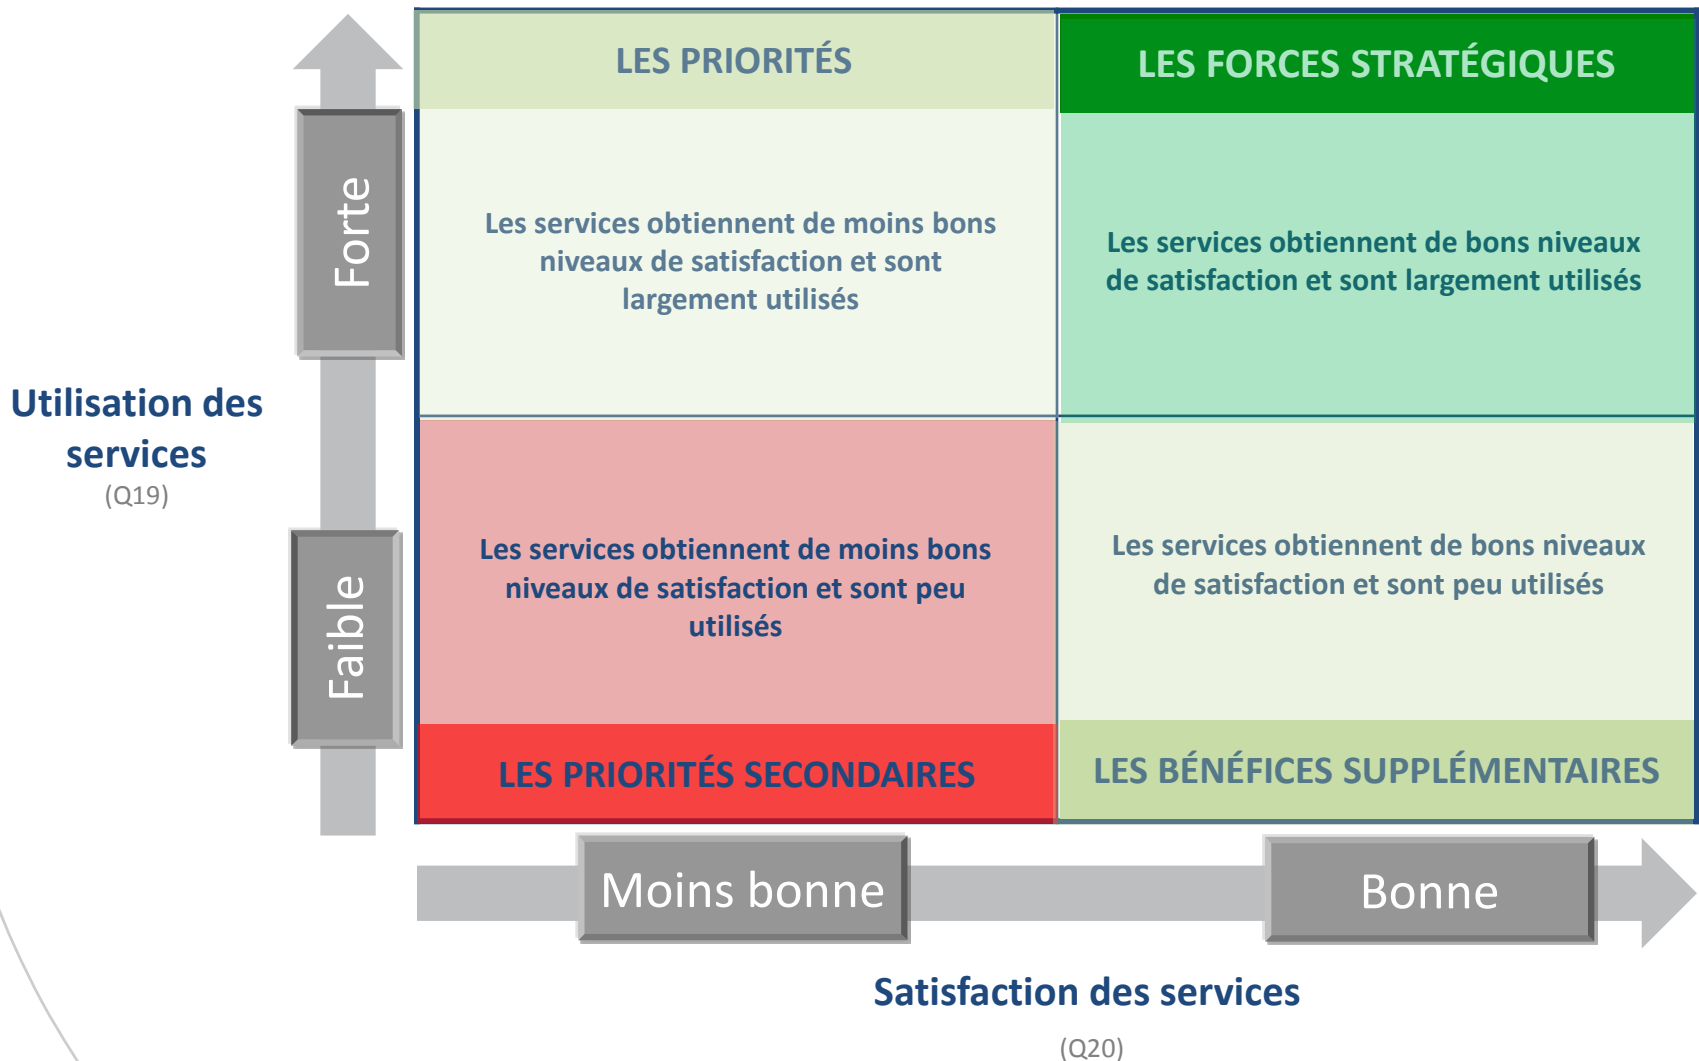 LES PRIORITÉS
LES FORCES STRATÉGIQUES
Forte
Les services obtiennent de moins bons
niveaux de satisfaction et sont
largement utilisés
Les services obtiennent de bons niveaux
de satisfaction et sont largement utilisés
Utilisation des
services
(Q19)
Faible
Les services obtiennent de moins bons
niveaux de satisfaction et sont peu
utilisés
Les services obtiennent de bons niveaux
de satisfaction et sont peu utilisés
LES PRIORITÉS SECONDAIRES
LES BÉNÉFICES SUPPLÉMENTAIRES
Moins bonne
Bonne
Satisfaction des services
(Q20)